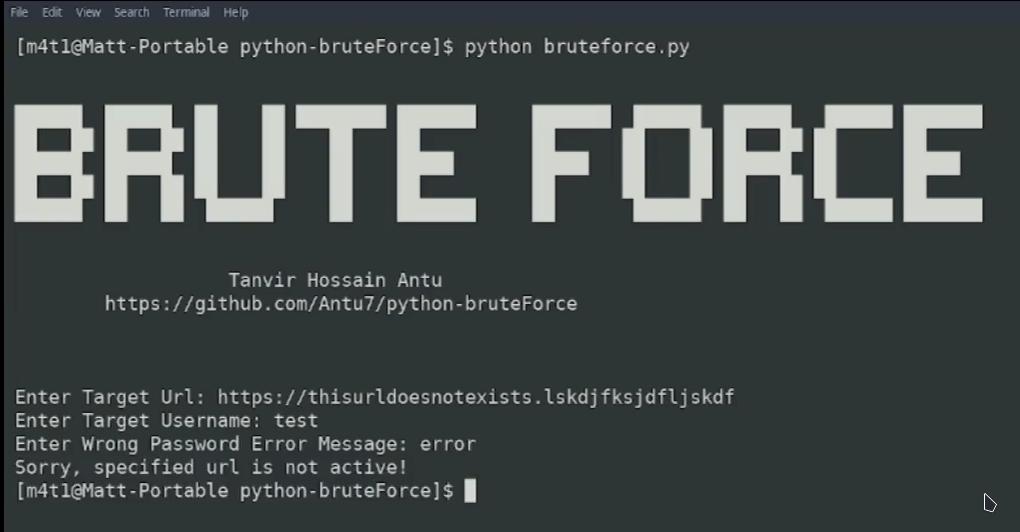 File Edit View Search Terminal Help
[m4t1@Matt-Portable python-bruteForce]$ python bruteforce.py
BRUTE FORCE
Tanvir Hossain Antu
https://github.com/Antu7/python-bruteForce
Enter Target Url: https://thisurldoesnotexists.lskdjfksjdfljskdf
Enter Target Username: test
Enter Wrong Password Error Message: error
Sorry, specified url is not active!
[m4t1@Matt-Portable python-bruteForce]$